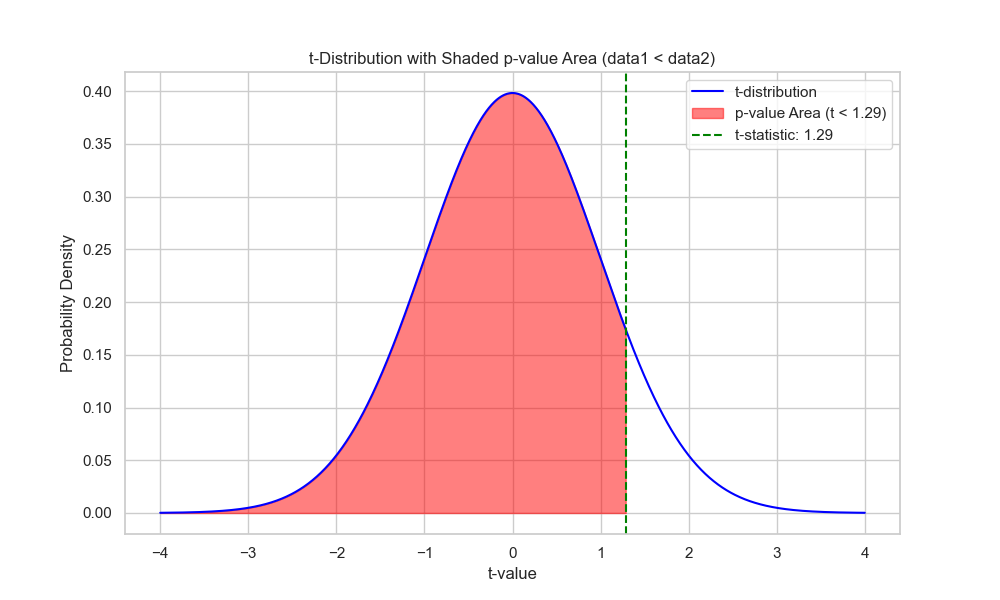 t-Distribution with Shaded p-value Area (data1 < data2)
t-distribution
p-value Area (t < 1.29)
t-statistic: 1.29
Probability Density
0.40
0.35
0.30
0.25
0.20
0.15
0.10
0.05
0.00
−4 −3 −2 −1 0 1 2 3 4
t-value